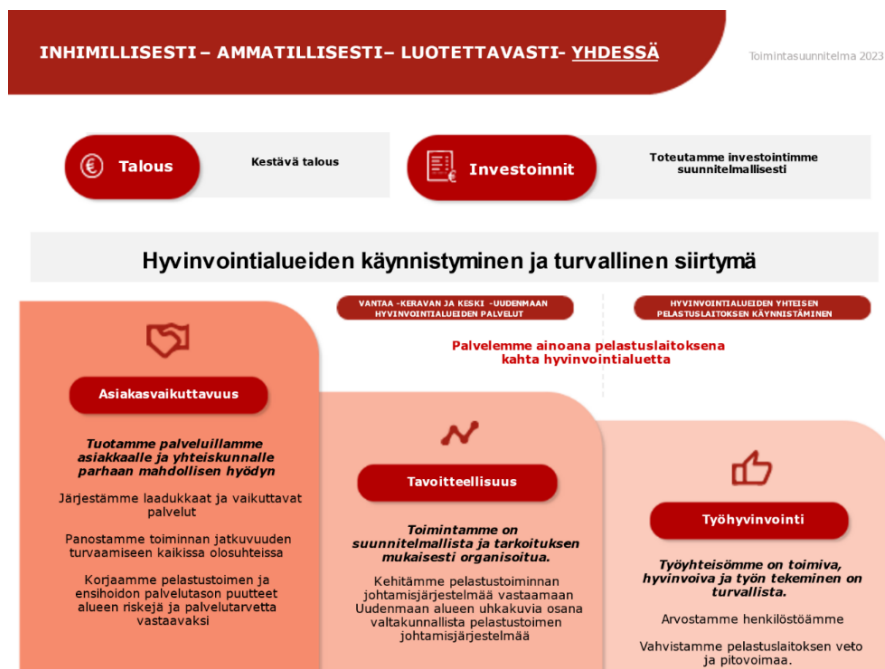 INHIMILLISESTI – AMMATILLISESTI– LUOTETTAVASTI- YHDESSÄ
Toimintasuunnitelma 2023
Talous
Kestävä talous
Investoinnit
Toteutamme investointimme
suunnitelmallisesti
Hyvinvointialueiden käynnistyminen ja turvallinen siirtymä
VANTAA -KERAVAN JA KESKI -UUDENMAAN
HYVINVOINTIALUEIDEN PALVELUT
HYVINVOINTIALUEIDEN YHTEISEN
PELASTUSLAITOKSEN KÄYNNISTÄMINEN
Palvelemme ainoana pelastuslaitoksena
kahta hyvinvointialuetta
Asiakasvaikuttavuus
Tuotamme palveluillamme
asiakkaalle ja yhteiskunnalle
parhaan mahdollisen hyödyn
Järjestämme laadukkaat ja vaikuttavat
palvelut
Panostamme toiminnan jatkuvuuden
turvaamiseen kaikissa olosuhteissa
Korjaamme pelastustoimen ja
ensihoidon palvelutason puutteet
alueen riskejä ja palvelutarvetta
vastaavaksi
Tavoitteellisuus
Toimintamme on
suunnitelmallista ja tarkoituksen
mukaisesti organisoitua.
Kehitämme pelastustoiminnan
johtamisjärjestelmää vastaamaan
Uudenmaan alueen uhkakuvia osana
valtakunnallista pelastustoimen
johtamisjärjestelmää
Työhyvinvointi
Työyhteisömme on toimiva,
hyvinvoiva ja työn tekeminen on
turvallista.
Arvostamme henkilöstöämme
Vahvistamme pelastuslaitoksen veto
ja pitovoimaa.